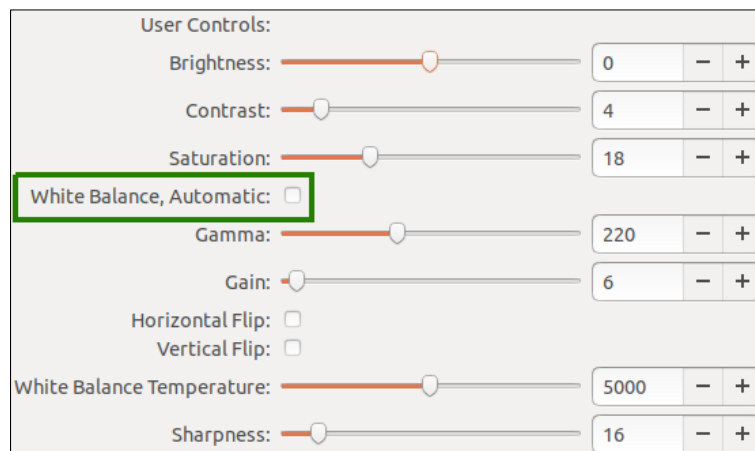 User Controls:
Brightness: 0 − +
Contrast: 4 − +
Saturation: 18 − +
White Balance, Automatic:
Gamma: 220 − +
Gain: 6 − +
Horizontal Flip:
Vertical Flip:
White Balance Temperature: 5000 − +
Sharpness: 16 − +